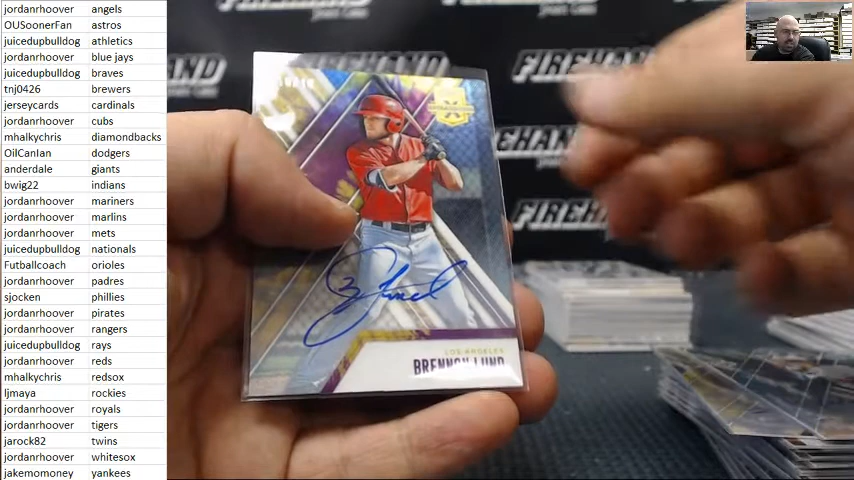 jordanrhoover angels
OUSoonerFan astros
juicedupbulldog athletics
jordanrhoover blue jays
juicedupbulldog braves
tnj0426 brewers
jerseycards cardinals
jordanrhoover cubs
mhalkychris diamondbacks
OilCanIan dodgers
anderdale giants
bwig22 indians
jordanrhoover mariners
jordanrhoover marlins
jordanrhoover mets
juicedupbulldog nationals
Futballcoach orioles
jordanrhoover padres
sjocken phillies
jordanrhoover pirates
jordanrhoover rangers
juicedupbulldog rays
jordanrhoover reds
mhalkychris redsox
ljmaya rockies
jordanrhoover royals
jordanrhoover tigers
jarock82 twins
jordanrhoover whitesox
jakemomoney yankees
FIREHAND
FIREHAND
FIREHAND
LOS ANGELES
BRENNON LUND